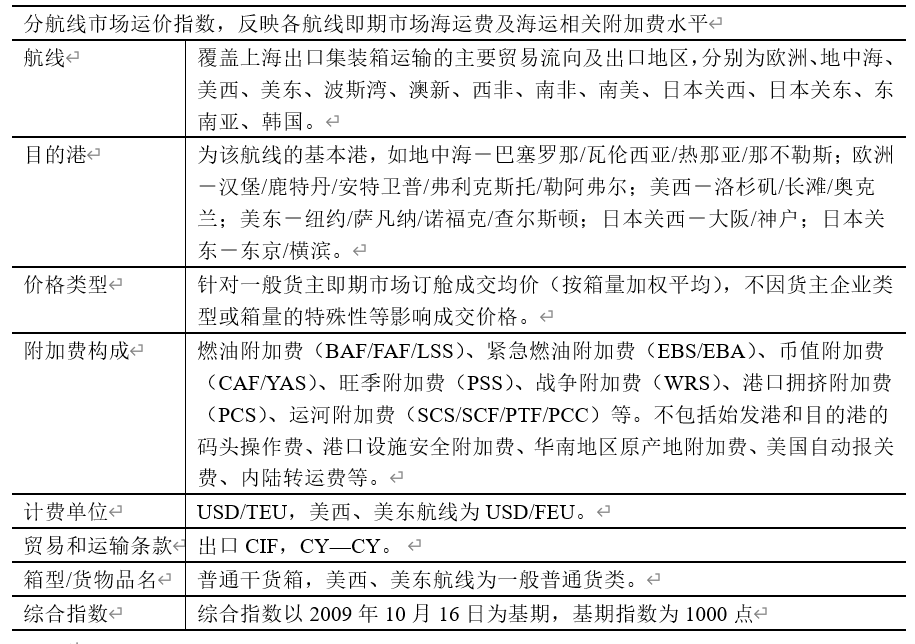 分航线市场运价指数，反映各航线即期市场海运费及海运相关附加费水平
航线
覆盖上海出口集装箱运输的主要贸易流向及出口地区，分别为欧洲、地中海、
美西、美东、波斯湾、澳新、西非、南非、南美、日本关西、日本关东、东
南亚、韩国。
目的港
为该航线的基本港，如地中海－巴塞罗那/瓦伦西亚/热那亚/那不勒斯；欧洲
－汉堡/鹿特丹/安特卫普/弗利克斯托/勒阿弗尔；美西－洛杉矶/长滩/奥克
兰；美东－纽约/萨凡纳/诺福克/查尔斯顿；日本关西－大阪/神户；日本关
东－东京/横滨。
价格类型
针对一般货主即期市场订舱成交均价（按箱量加权平均），不因货主企业类
型或箱量的特殊性等影响成交价格。
附加费构成
燃油附加费（BAF/FAF/LSS）、紧急燃油附加费（EBS/EBA）、币值附加费
（CAF/YAS）、旺季附加费（PSS）、战争附加费（WRS）、港口拥挤附加费
（PCS）、运河附加费（SCS/SCF/PTF/PCC）等。不包括始发港和目的港的
码头操作费、港口设施安全附加费、华南地区原产地附加费、美国自动报关
费、内陆转运费等。
计费单位
USD/TEU，美西、美东航线为 USD/FEU。
贸易和运输条款
出口 CIF，CY—CY。
箱型/货物品名
普通干货箱，美西、美东航线为一般普通货类。
综合指数
综合指数以 2009 年 10 月 16 日为基期，基期指数为 1000 点